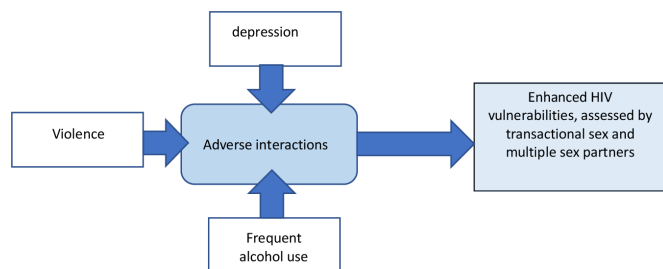 depression
Violence
Adverse interactions
Enhanced HIV
vulnerabilities, assessed by
transactional sex and
multiple sex partners
Frequent
alcohol use